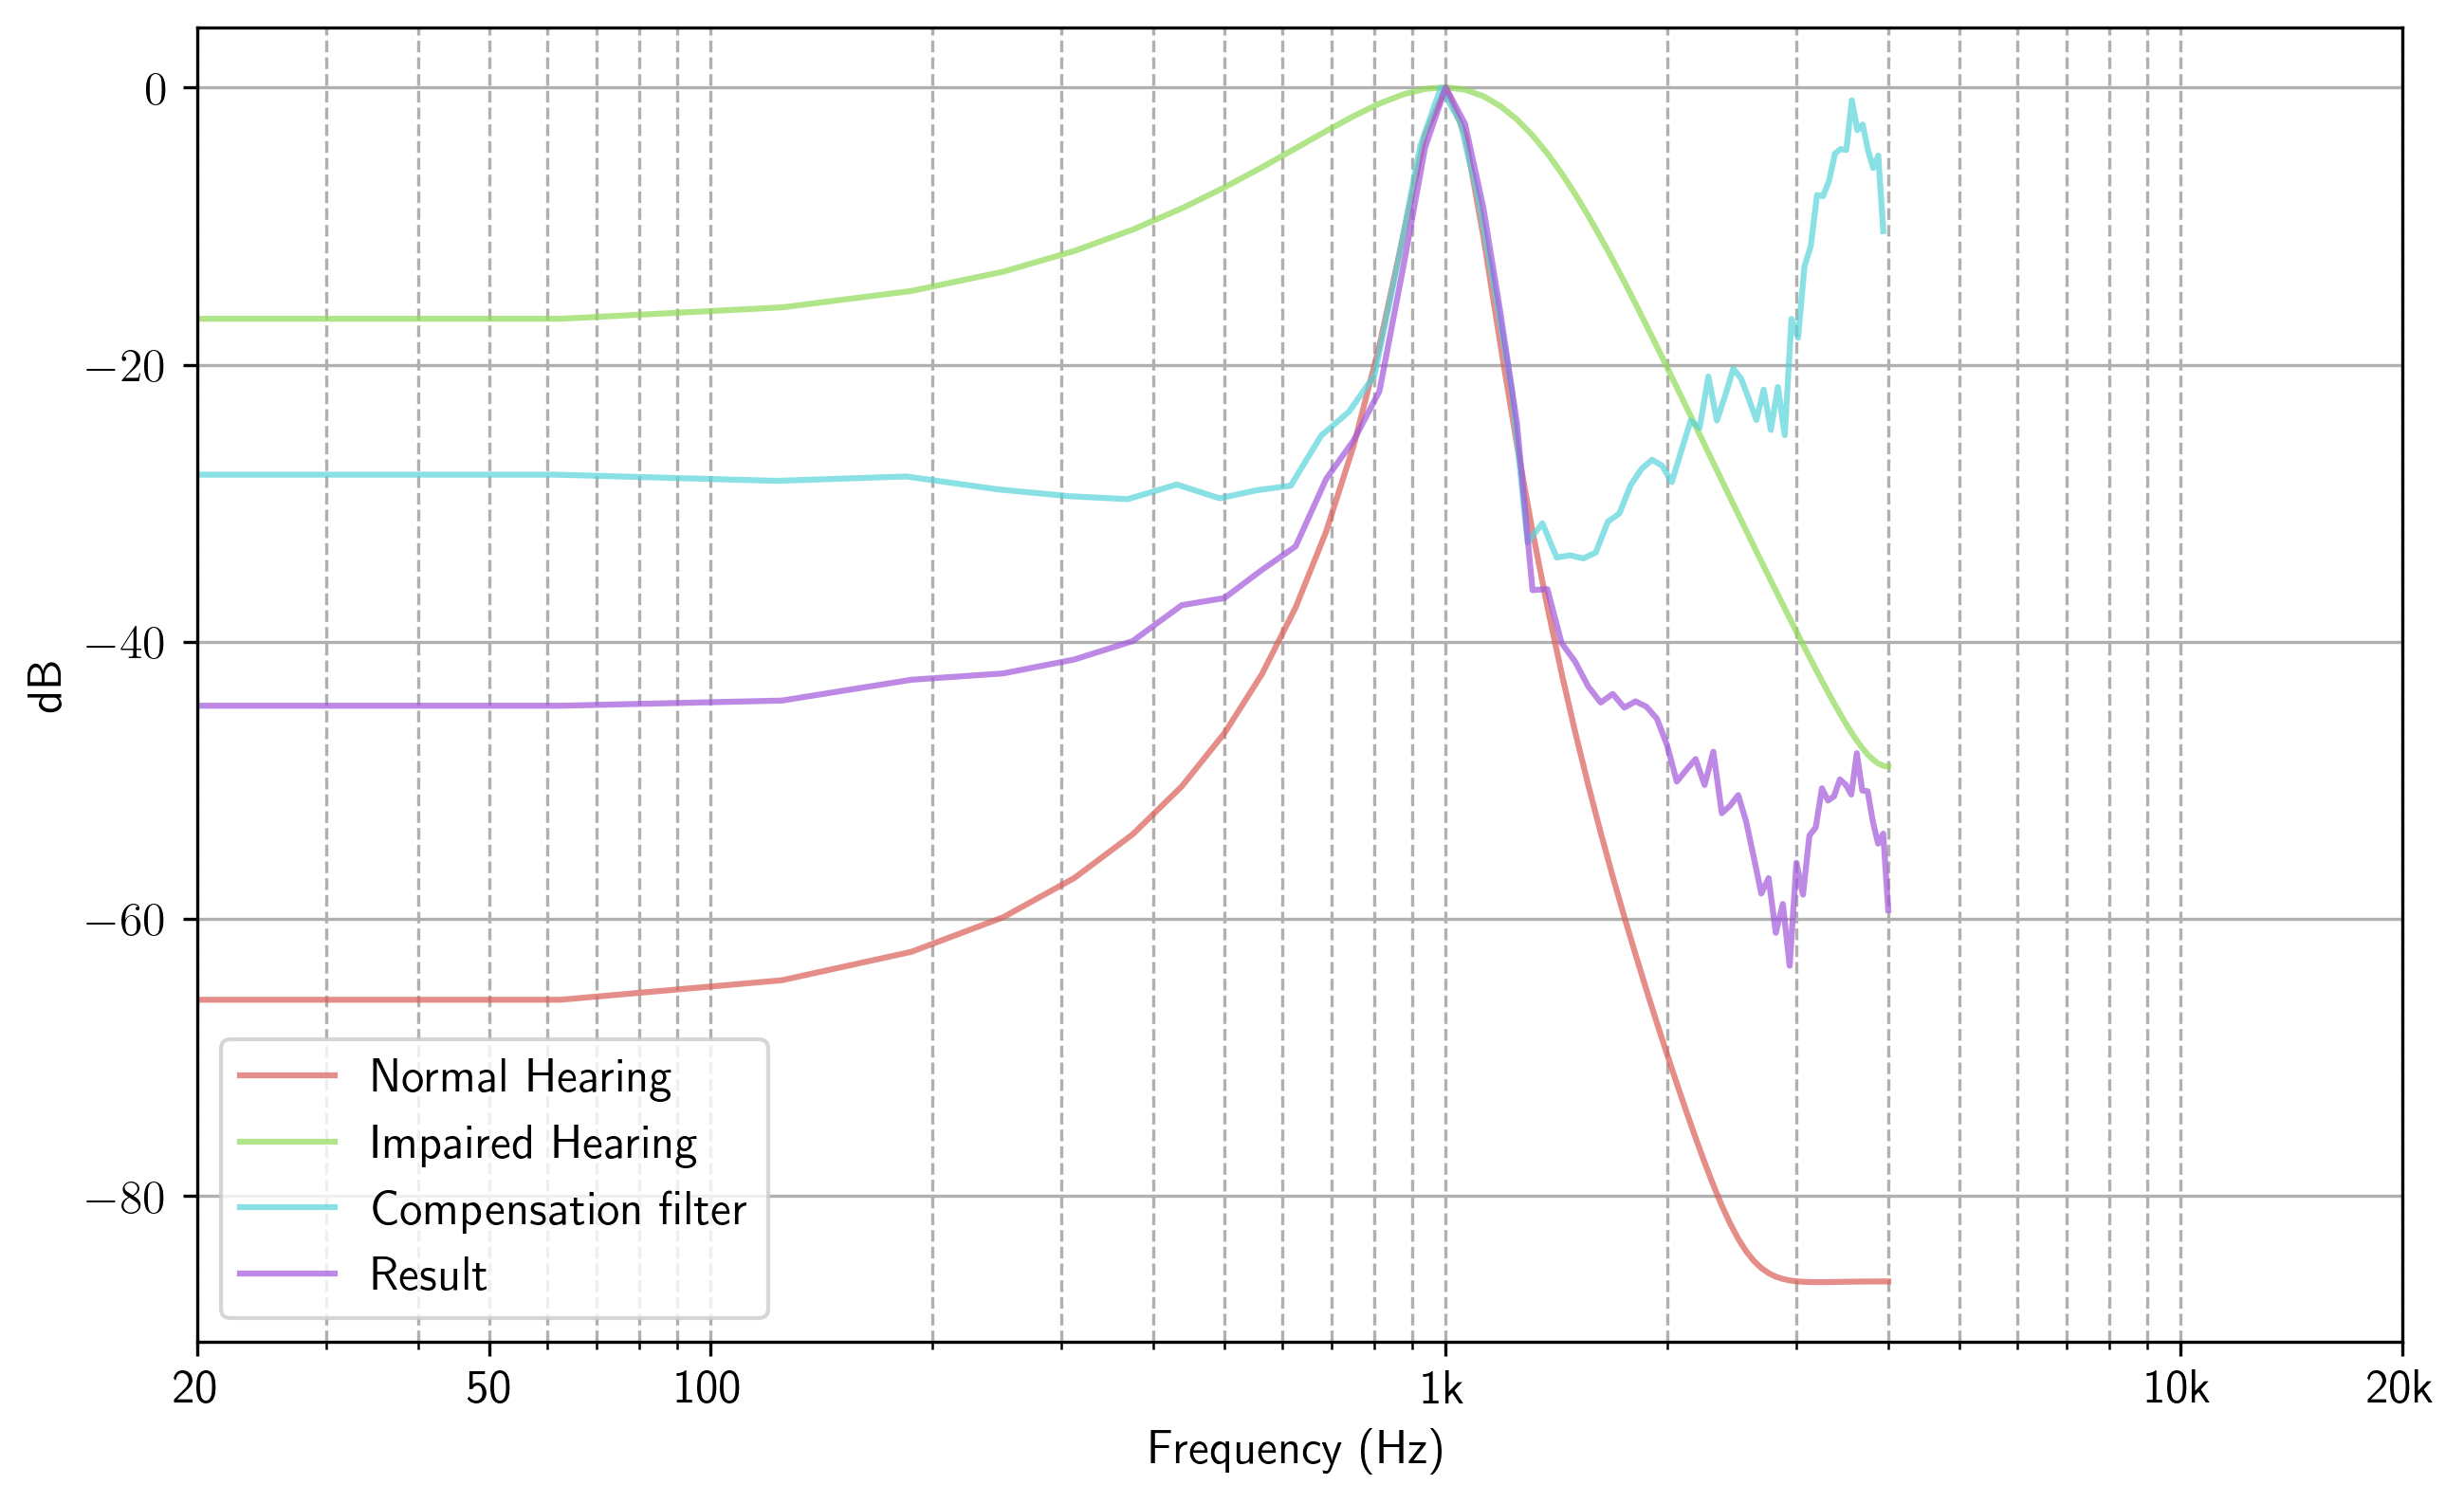 0
−20
−40
−60
−80
dB
Normal Hearing
Impaired Hearing
Compensation filter
Result
20 50 100 1k 10k 20k
Frequency (Hz)